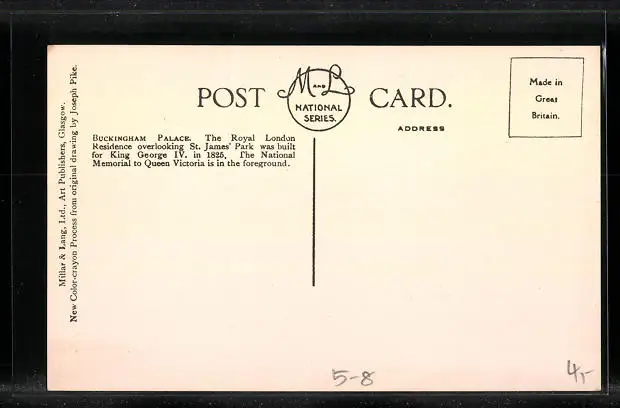 Millar & Lang, Ltd., Art Publishers, Glasgow.
New Color-crayon Process from original drawing by Joseph Pike.
POST CARD.
M AND L
NATIONAL
SERIES.
ADDRESS
Made in
Great
Britain.
BUCKINGHAM PALACE. The Royal London
Residence overlooking St. James' Park was built
for King George IV. in 1825. The National
Memorial to Queen Victoria is in the foreground.
5-8
4,-